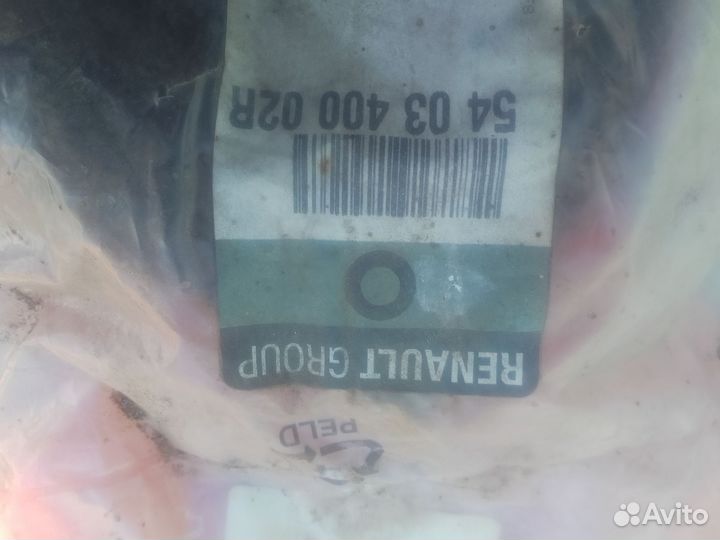 RENAULT GROUP
54 03 400 02R
PELD
Avito